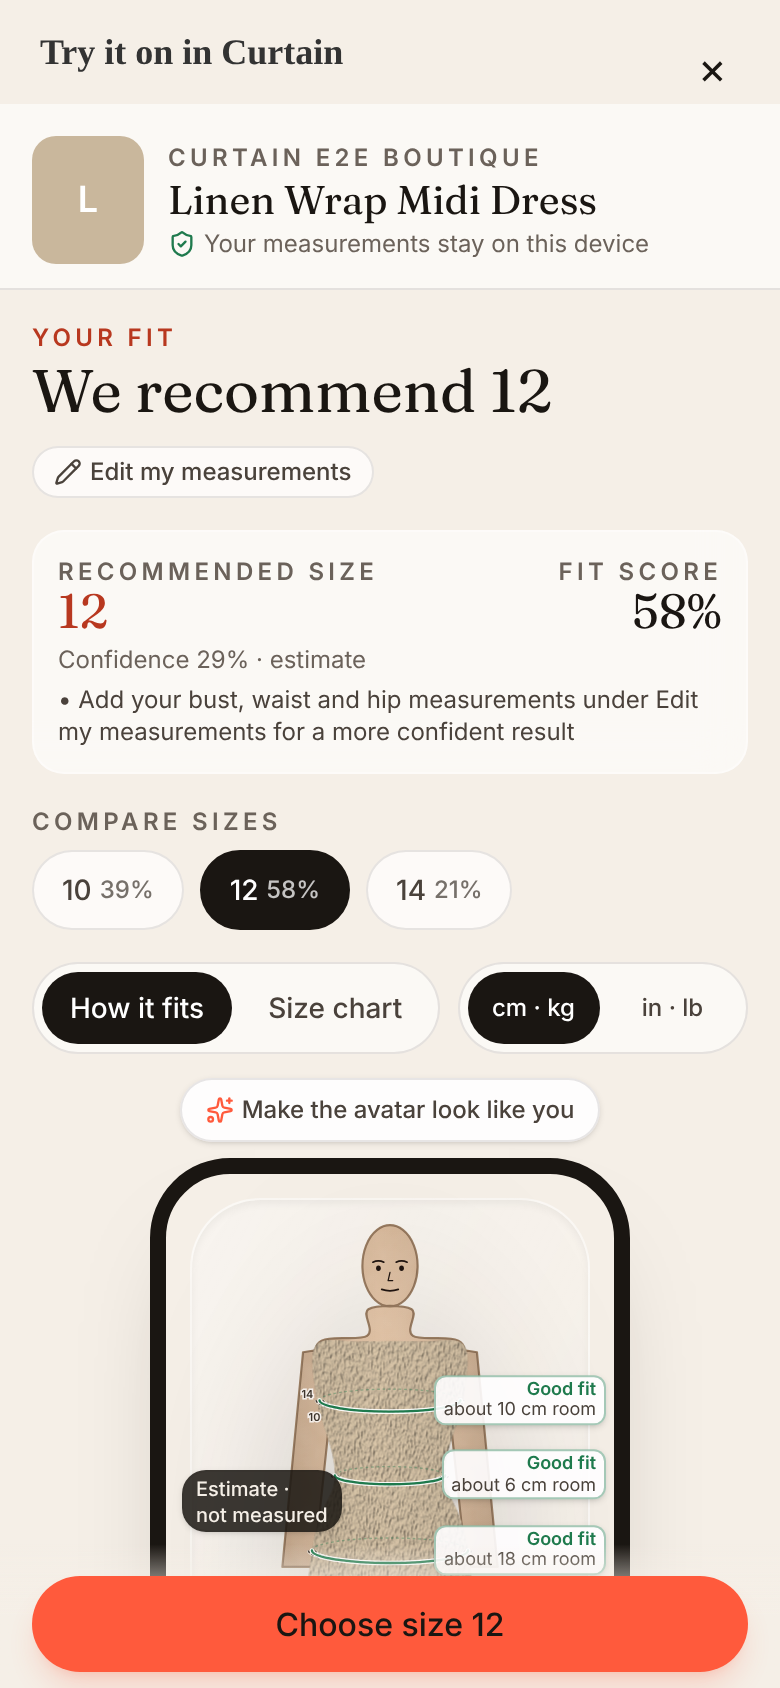 Try it on in Curtain
✕
L
CURTAIN E2E BOUTIQUE
Linen Wrap Midi Dress
Your measurements stay on this device
YOUR FIT
We recommend 12
Edit my measurements
RECOMMENDED SIZE
FIT SCORE
12
58%
Confidence 29% · estimate
• Add your bust, waist and hip measurements under Edit
my measurements for a more confident result
COMPARE SIZES
10 39%
12 58%
14 21%
How it fits
Size chart
cm · kg
in · lb
Make the avatar look like you
Good fit
about 10 cm room
14
10
Good fit
about 6 cm room
Estimate ·
not measured
Good fit
about 18 cm room
Choose size 12